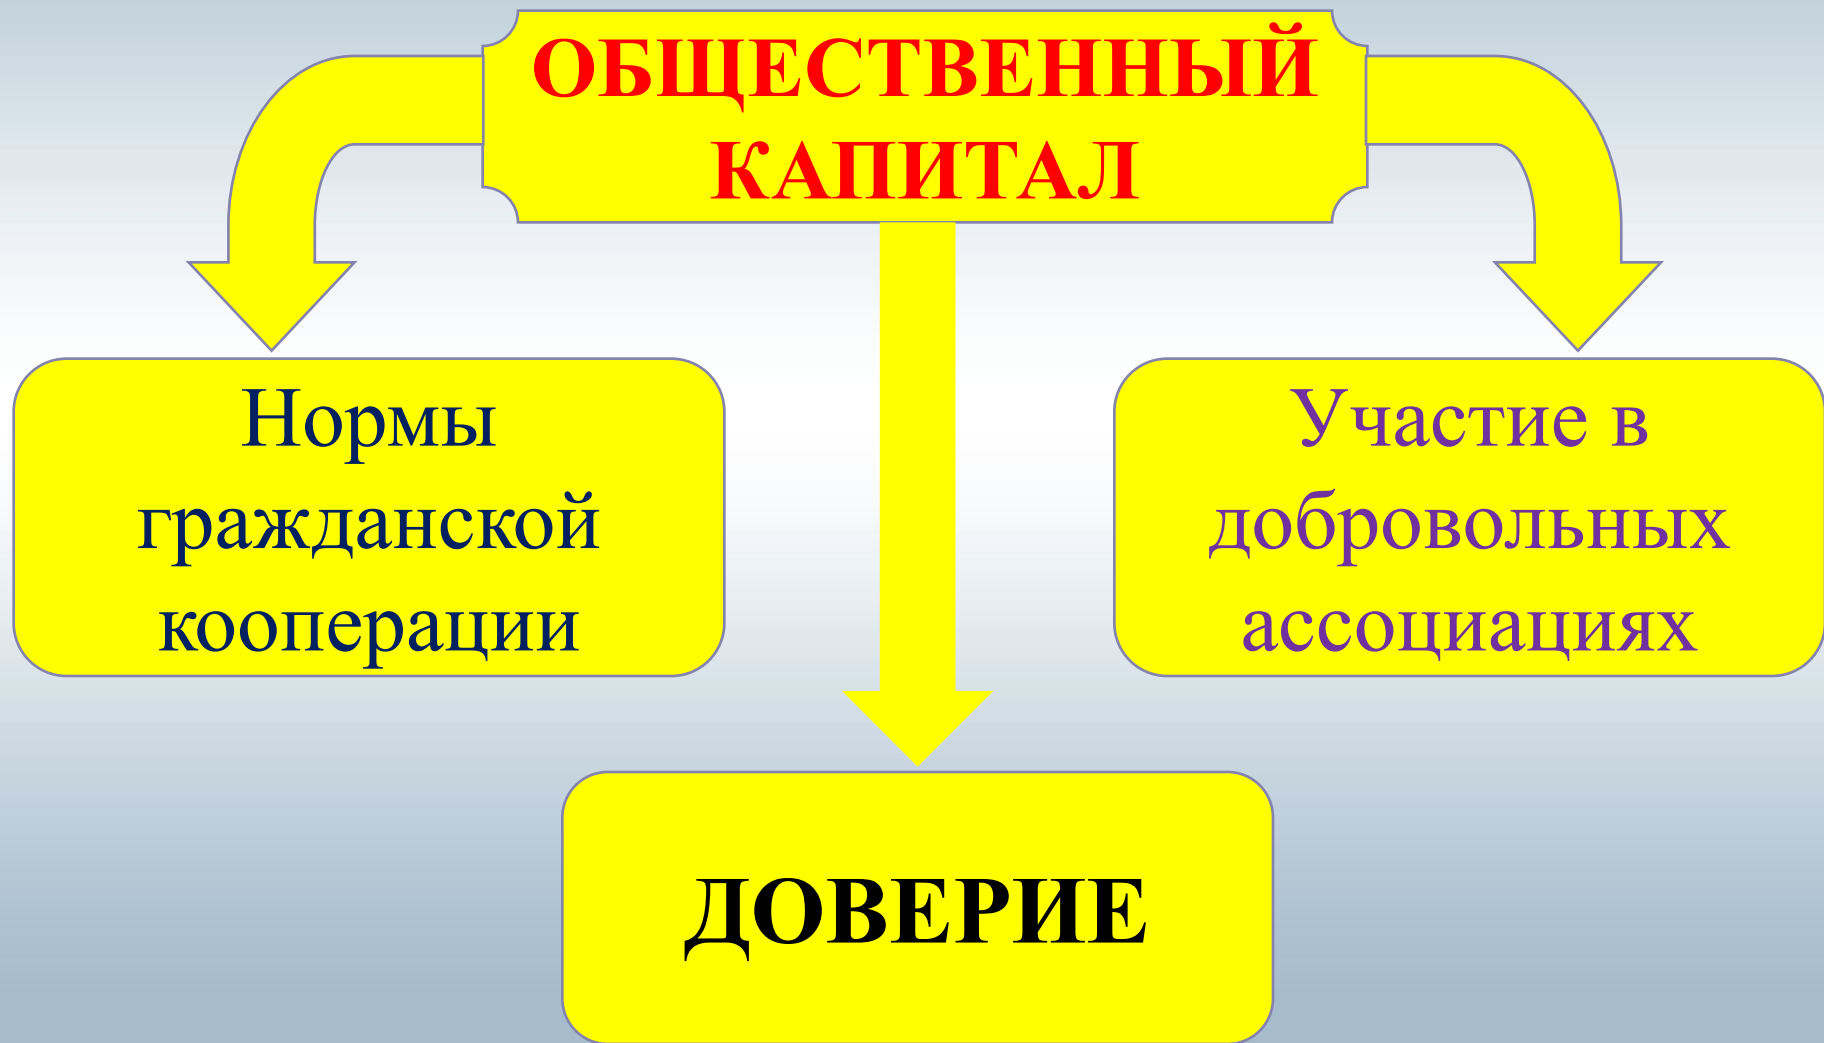 ОБЩЕСТВЕННЫЙ
КАПИТАЛ
Нормы
гражданской
кооперации
Участие в
добровольных
ассоциациях
ДОВЕРИЕ